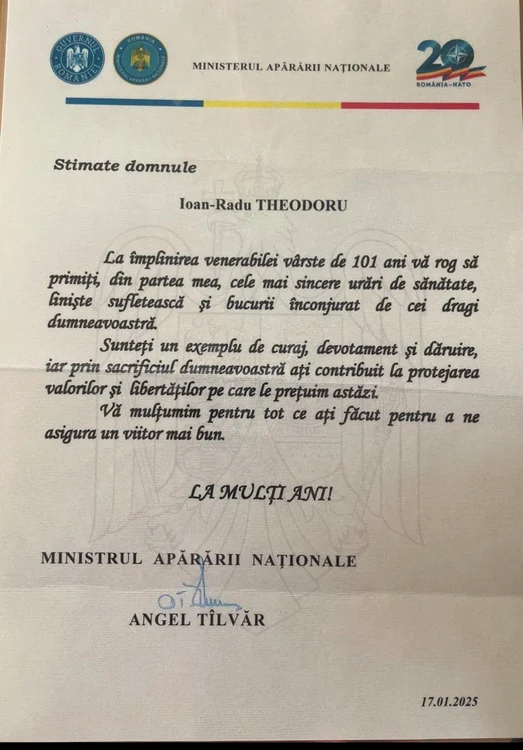 GUVERNUL ROMÂNIEI
ROMÂNIA
MINISTERUL APĂRĂRII NAȚIONALE
MINISTERUL APĂRĂRII NAȚIONALE
20
ROMÂNIA-NATO
Stimate domnule
Ioan-Radu THEODORU
La împlinirea venerabilei vârste de 101 ani vă rog să
primiți, din partea mea, cele mai sincere urări de sănătate,
liniște sufletească și bucurii înconjurat de cei dragi
dumneavoastră.
Sunteți un exemplu de curaj, devotament și dăruire,
iar prin sacrificiul dumneavoastră ați contribuit la protejarea
valorilor și libertăților pe care le prețuim astăzi.
Vă mulțumim pentru tot ce ați făcut pentru a ne
asigura un viitor mai bun.
LA MULȚI ANI!
MINISTRUL APĂRĂRII NAȚIONALE
ANGEL TÎLVĂR
17.01.2025